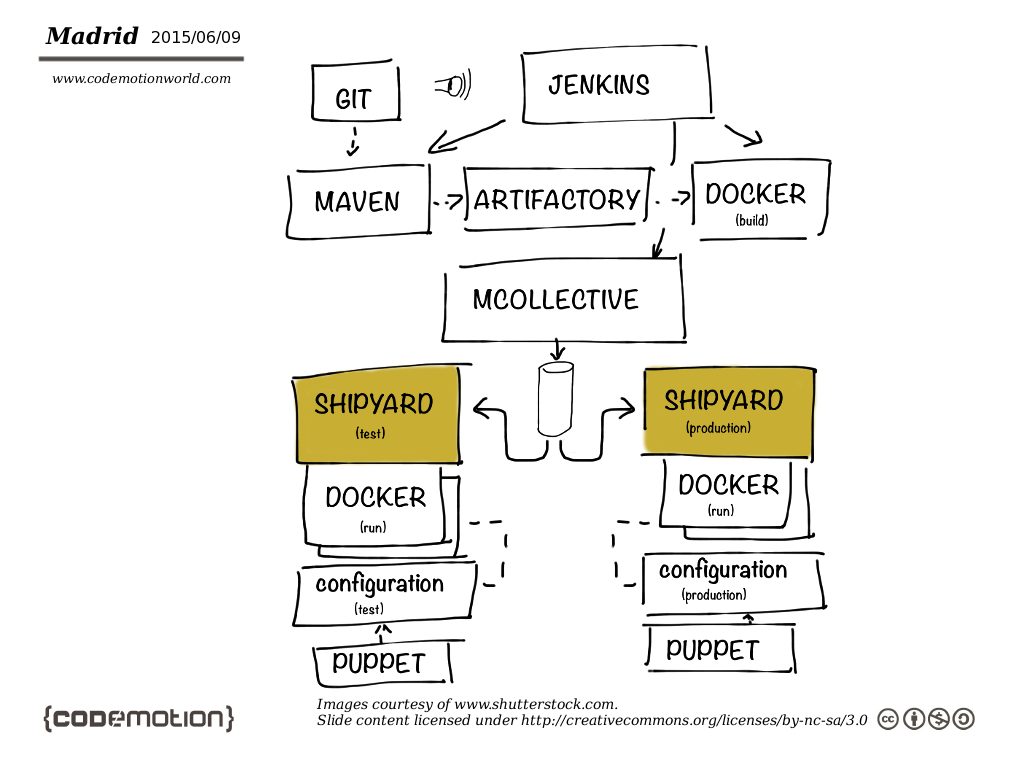 Madrid 2015/06/09
www.codemotionworld.com
GIT
JENKINS
MAVEN
ARTIFACTORY
DOCKER
(build)
MCOLLECTIVE
SHIPYARD
(test)
SHIPYARD
(production)
DOCKER
(run)
DOCKER
(run)
configuration
(test)
configuration
(production)
PUPPET
PUPPET
{codemotion}
Images courtesy of www.shutterstock.com.
Slide content licensed under http://creativecommons.org/licenses/by-nc-sa/3.0
cc